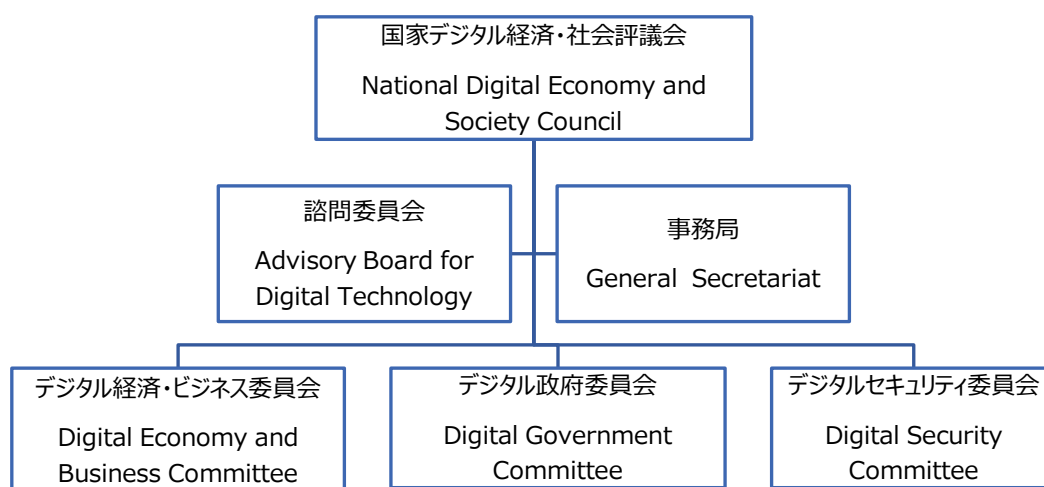 国家デジタル経済・社会評議会
National Digital Economy and
Society Council
諮問委員会
Advisory Board for
Digital Technology
事務局
General Secretariat
デジタル経済・ビジネス委員会
Digital Economy and
Business Committee
デジタル政府委員会
Digital Government
Committee
デジタルセキュリティ委員会
Digital Security
Committee